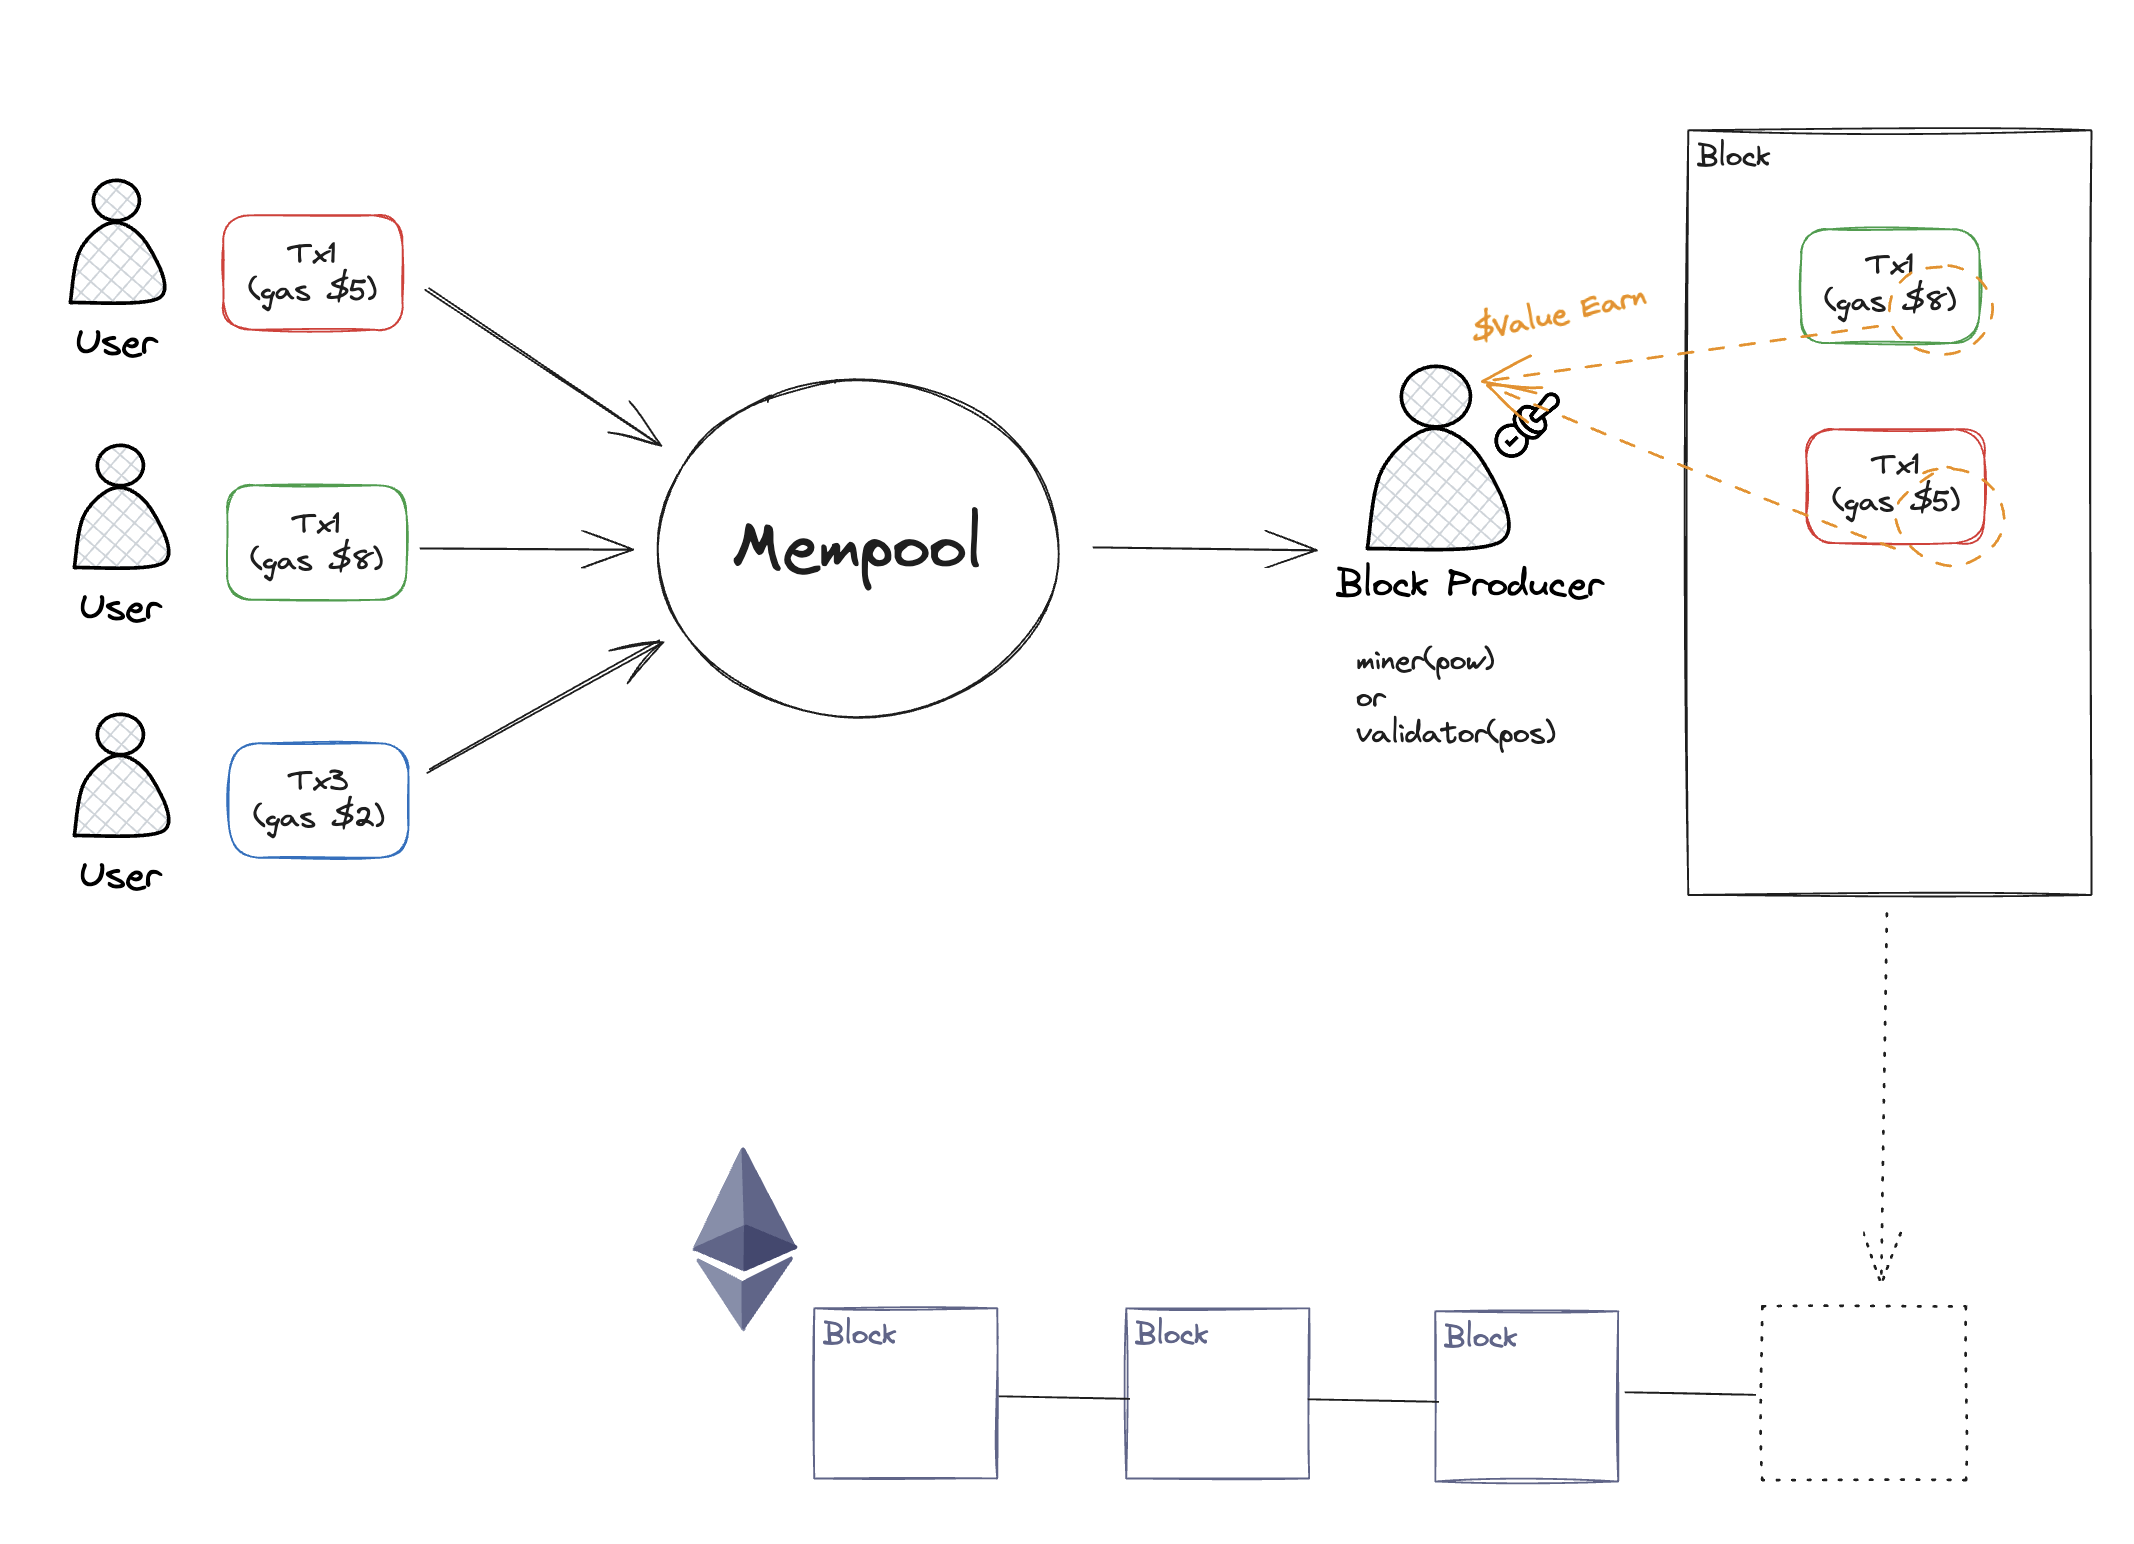 Tx1
(gas $5)
User
Tx1
(gas $8)
User
Tx3
(gas $2)
User
Mempool
$Value Earn
Block Producer
miner(pow)
or
validator(pos)
Block
Tx1
(gas $8)
Tx1
(gas $5)
Block
Block
Block